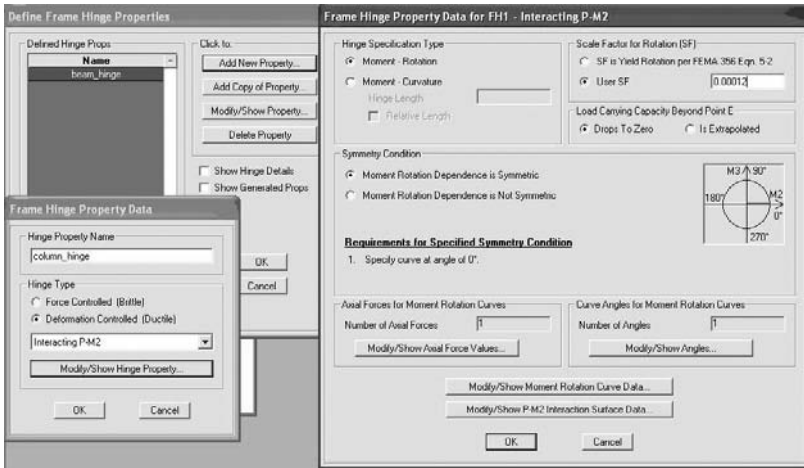 Define Frame Hinge Properties
Defined Hinge Props
Name
beam_hinge
Click to:
Add New Property...
Add Copy of Property...
Modify/Show Property...
Delete Property
Show Hinge Details
Show Generated Props
OK
Cancel
Frame Hinge Property Data
Hinge Property Name
column_hinge
Hinge Type
Force Controlled (Brittle)
Deformation Controlled (Ductile)
Interacting P-M2
Modify/Show Hinge Property...
OK
Cancel
Frame Hinge Property Data for FH1 - Interacting P-M2
Hinge Specification Type
Moment - Rotation
Moment - Curvature
Hinge Length
Relative Length
Scale Factor for Rotation (SF)
SF is Yield Rotation per FEMA 356 Eqn. 5-2
User SF
0.00012
Load Carrying Capacity Beyond Point E
Drops To Zero
Is Extrapolated
Symmetry Condition
Moment Rotation Dependence is Symmetric
Moment Rotation Dependence is Not Symmetric
Requirements for Specified Symmetry Condition
1. Specify curve at angle of 0°.
M3 90°
180°
M2
0°
270°
Axial Forces for Moment Rotation Curves
Number of Axial Forces
1
Modify/Show Axial Force Values...
Curve Angles for Moment Rotation Curves
Number of Angles
1
Modify/Show Angles...
Modify/Show Moment Rotation Curve Data...
Modify/Show P-M2 Interaction Surface Data...
OK
Cancel